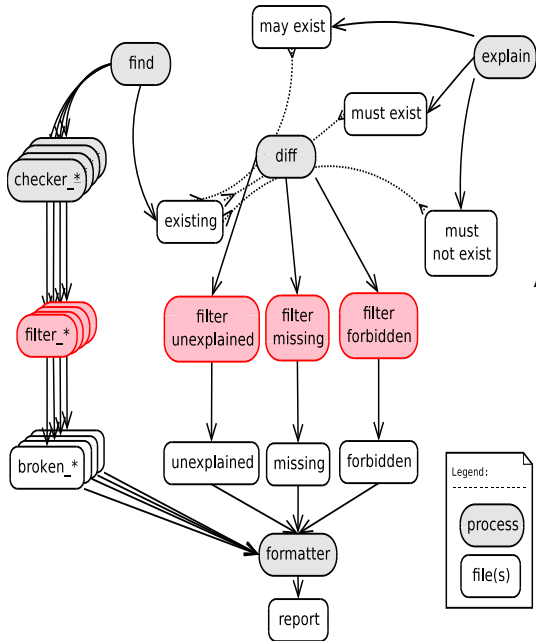 may exist
find
explain
must exist
diff
checker_*
existing
must
not exist
filter
unexplained
filter
missing
filter
forbidden
filter_*
unexplained
missing
forbidden
broken_*
Legend:
process
formatter
file(s)
report